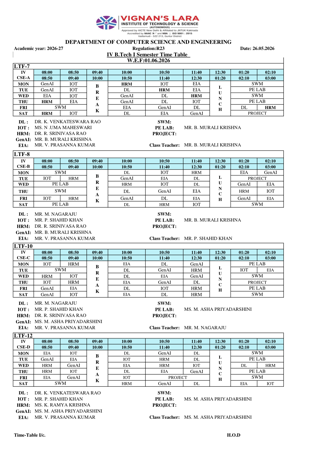 VIGNAN'S LARA
INSTITUTE OF TECHNOLOGY & SCIENCE
DEPARTMENT OF COMPUTER SCIENCE AND ENGINEERING
Academic year: 2026-27 Regulation:R23 Date: 26.05.2026
IV B.Tech I Semester Time Table
W.E.F:01.06.2026
LTF-7
IV 08:00 08:50 09:40 10:00 10:50 11:40 12:30 01:20 02:10
CSE-A 08:50 09:40 10:00 10:50 11:40 12:30 01:20 02:10 03:00
MON GenAI IOT BREAK HRM IOT EIA LUNCH SWM
TUE GenAI IOT DL HRM EIA PE LAB
WED EIA IOT GenAI DL HRM SWM
THU HRM EIA GenAI DL IOT PE LAB
FRI SWM EIA GenAI DL DL HRM
SAT HRM IOT DL EIA GenAI PROJECT
DL : DR K. VENKATESWARA RAO SWM:
IOT : MS. N .UMA MAHESWARI PE LAB: MR. B. MURALI KRISHNA
HRM: DR. R. SRINIVASA RAO PROJECT:
GenAI: MR. B. MURALI KRISHNA
EIA: MR. V. PRASANNA KUMAR Class Teacher: MR. B. MURALI KRISHNA
LTF-8
IV 08:00 08:50 09:40 10:00 10:50 11:40 12:30 01:20 02:10
CSE-B 08:50 09:40 10:00 10:50 11:40 12:30 01:20 02:10 03:00
MON SWM BREAK DL IOT HRM LUNCH EIA GenAI
TUE IOT HRM GenAI EIA DL PROJECT
WED PE LAB HRM IOT DL GenAI EIA
THU SWM DL GenAI EIA HRM IOT
FRI IOT HRM GenAI DL EIA GenAI EIA
SAT PE LAB DL HRM IOT SWM
DL : MR. M. NAGARAJU SWM:
IOT : MR. P. SHAHID KHAN PE LAB: MR. B. MURALI KRISHNA
HRM: DR. R. SRINIVASA RAO PROJECT:
GenAI: MR. B. MURALI KRISHNA
EIA: MR. V. PRASANNA KUMAR Class Teacher: MR. P. SHAHID KHAN
LTF-10
IV 08:00 08:50 09:40 10:00 10:50 11:40 12:30 01:20 02:10
CSE-C 08:50 09:40 10:00 10:50 11:40 12:30 01:20 02:10 03:00
MON IOT HRM BREAK EIA DL GenAI LUNCH PE LAB
TUE SWM DL GenAI HRM IOT EIA
WED HRM IOT DL EIA GenAI SWM
THU IOT HRM EIA GenAI DL PROJECT
FRI GenAI EIA DL IOT HRM PE LAB
SAT GenAI IOT EIA DL HRM SWM
DL : MR. M. NAGARAJU SWM:
IOT : MR. P. SHAHID KHAN PE LAB: MS. M. ASHA PRIYADARSHINI
HRM: DR. R. SRINIVASA RAO PROJECT:
GenAI: MS. M. ASHA PRIYADARSHINI
EIA: MR. V. PRASANNA KUMAR Class Teacher: MR. M. NAGARAJU
LTF-12
IV 08:00 08:50 09:40 10:00 10:50 11:40 12:30 01:20 02:10
CSE-D 08:50 09:40 10:00 10:50 11:40 12:30 01:20 02:10 03:00
MON EIA IOT BREAK DL GenAI DL LUNCH SWM
TUE GenAI EIA IOT HRM DL PE LAB
WED HRM GenAI EIA HRM IOT DL HRM
THU HRM IOT DL EIA GenAI PE LAB
FRI EIA GenAI IOT PROJECT SWM
SAT SWM HRM GenAI DL EIA IOT
DL : DR. K. VENKATESWARA RAO SWM:
IOT : MR. P. SHAHID KHAN PE LAB: MS. M. ASHA PRIYADARSHINI
HRM: MS. K. RAMYA KRISHNA PROJECT:
GenAI: MS. M. ASHA PRIYADARSHINI
EIA: MR. V. PRASANNA KUMAR Class Teacher: MS. M. ASHA PRIYADARSHINI
Time-Table I/c. H.O.D